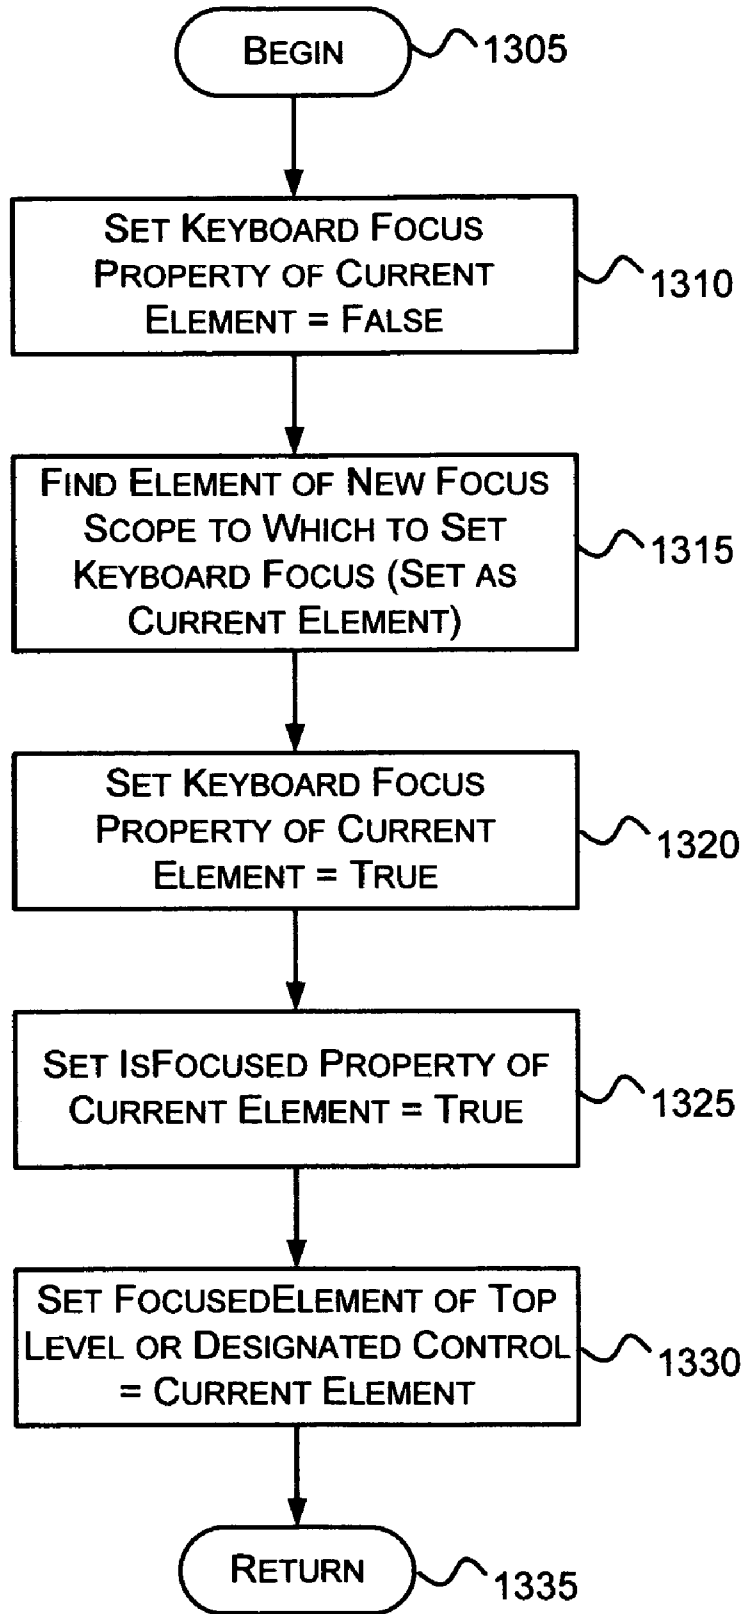 BEGIN
1305
SET KEYBOARD FOCUS
PROPERTY OF CURRENT
ELEMENT = FALSE
1310
FIND ELEMENT OF NEW FOCUS
SCOPE TO WHICH TO SET
KEYBOARD FOCUS (SET AS
CURRENT ELEMENT)
1315
SET KEYBOARD FOCUS
PROPERTY OF CURRENT
ELEMENT = TRUE
1320
SET ISFOCUSED PROPERTY OF
CURRENT ELEMENT = TRUE
1325
SET FOCUSEDELEMENT OF TOP
LEVEL OR DESIGNATED CONTROL
= CURRENT ELEMENT
1330
RETURN
1335